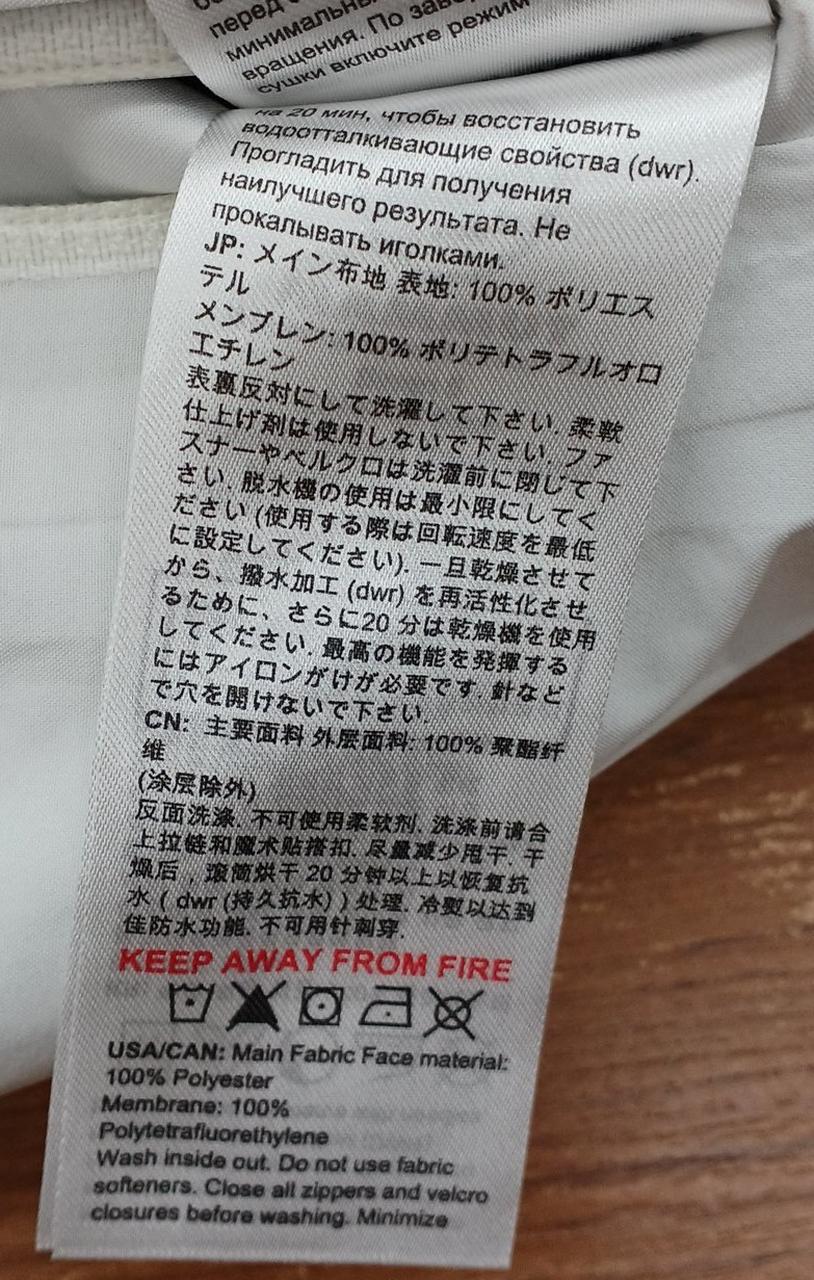 перед
минимальны
вращения. По завер
сушки включите режим
на 20 мин, чтобы восстановить
водоотталкивающие свойства (dwr).
Прогладить для получения
наилучшего результата. Не
прокалывать иголками.
JP: メイン布地 表地: 100% ポリエス
テル
メンブレン: 100% ポリテトラフルオロ
エチレン
表裏反対にして洗濯して下さい. 柔軟
仕上げ剤は使用しないで下さい. ファ
スナーやベルクロは洗濯前に閉じて下
さい. 脱水機の使用は最小限にしてく
ださい (使用する際は回転速度を最低
に設定してください). 一旦乾燥させて
から、撥水加工 (dwr) を再活性化させ
るために、さらに20 分は乾燥機を使用
してください. 最高の機能を発揮する
にはアイロンがけが必要です. 針など
で穴を開けないで下さい.
CN: 主要面料 外层面料: 100% 聚酯纤
维
(涂层除外)
反面洗涤. 不可使用柔软剂. 洗涤前请合
上拉链和魔术贴搭扣. 尽量减少甩干. 干
燥后，滚筒烘干 20 分钟以上以恢复抗
水 ( dwr (持久抗水) ) 处理. 冷熨以达到
佳防水功能. 不可用针刺穿.
KEEP AWAY FROM FIRE
USA/CAN: Main Fabric Face material:
100% Polyester
Membrane: 100%
Polytetrafluorethylene
Wash inside out. Do not use fabric
softeners. Close all zippers and velcro
closures before washing. Minimize